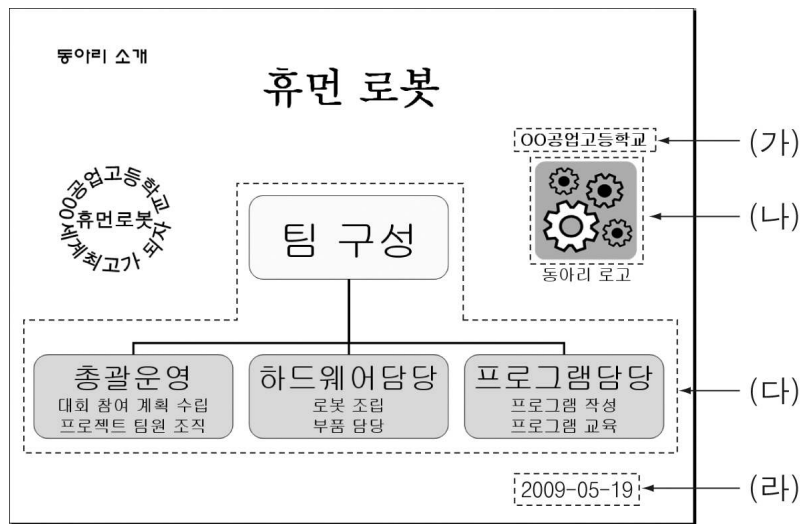 동아리 소개
휴먼 로봇
OO공업고등학교
(가)
OO공업고등학교
휴먼로봇
세계최고가 되자
(나)
동아리 로고
팀 구성
총괄운영
대회 참여 계획 수립
프로젝트 팀원 조직
하드웨어담당
로봇 조립
부품 담당
프로그램담당
프로그램 작성
프로그램 교육
(다)
2009-05-19
(라)